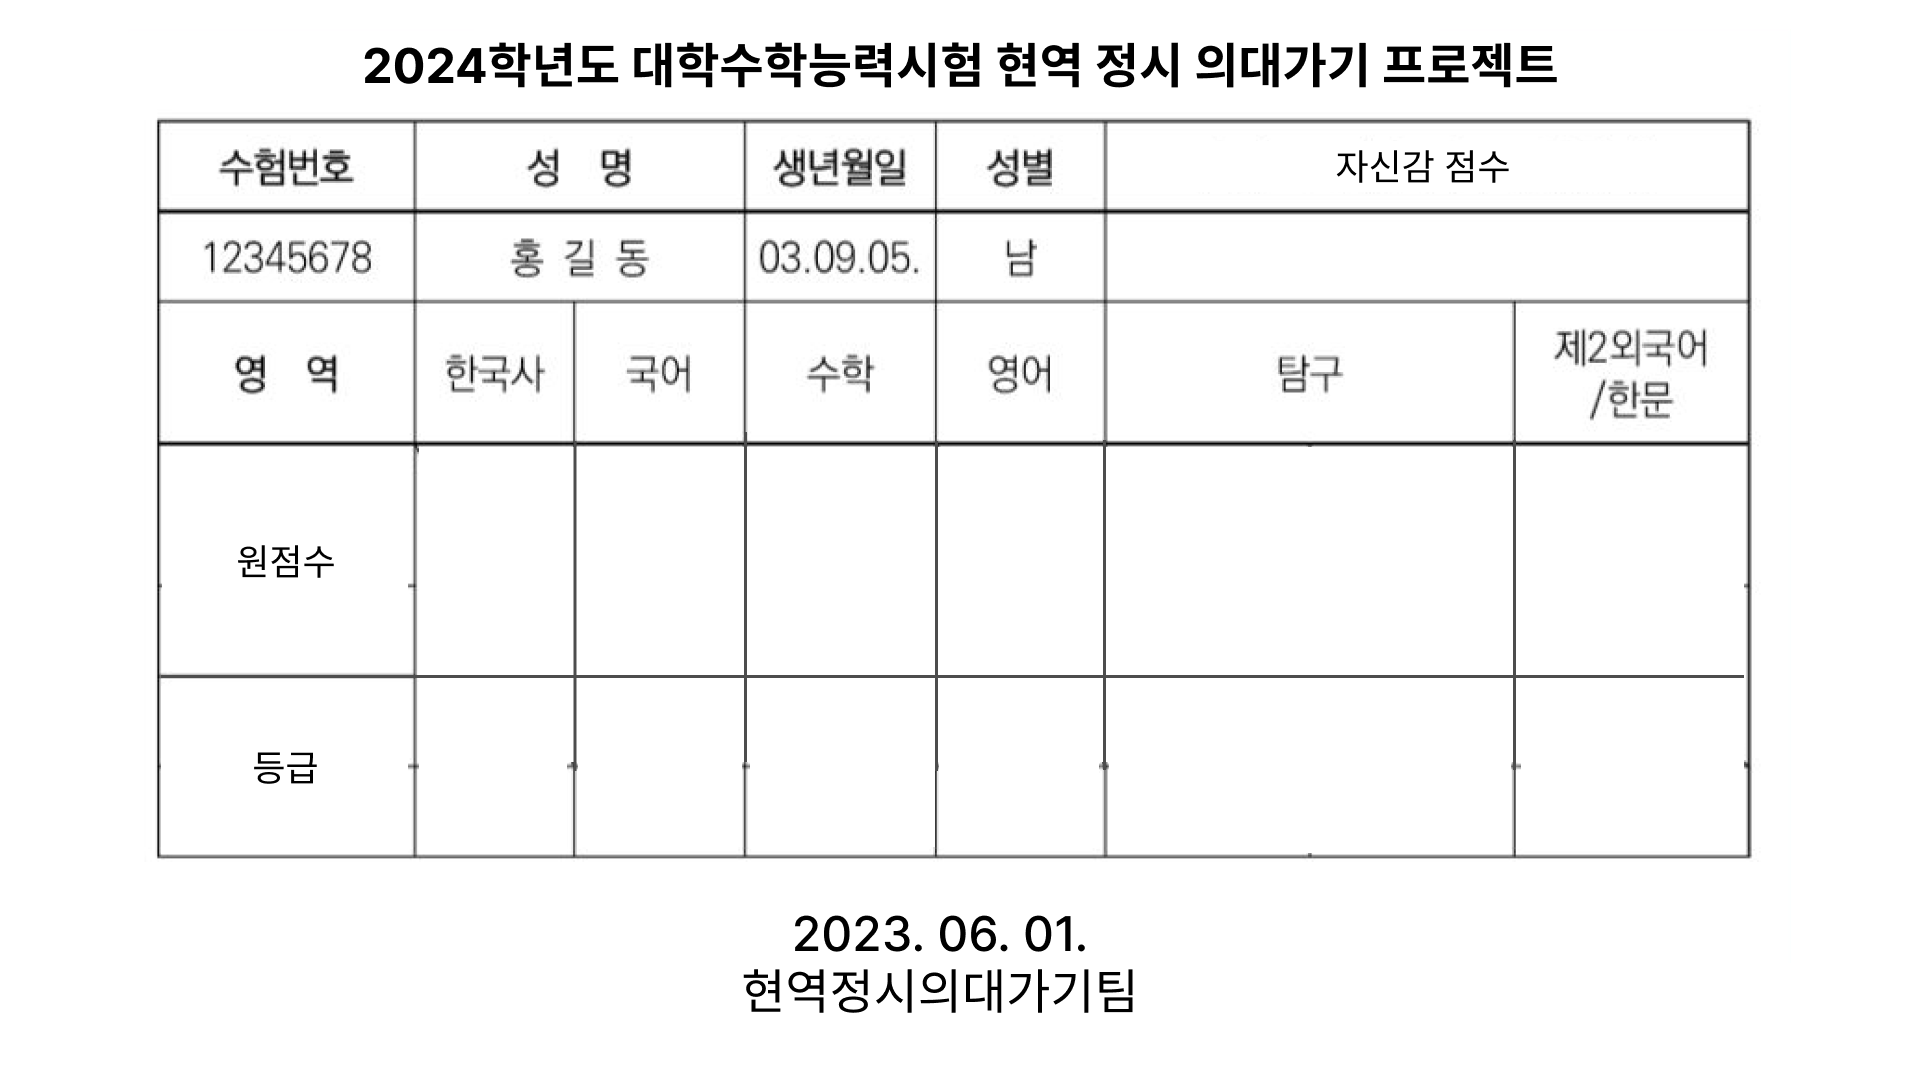 2024학년도 대학수학능력시험 현역 정시 의대가기 프로젝트
수험번호 성 명 생년월일 성별 자신감 점수
12345678 홍 길 동 03.09.05. 남
영 역 한국사 국어 수학 영어 탐구 제2외국어
/한문
원점수
등급
2023. 06. 01.
현역정시의대가기팀